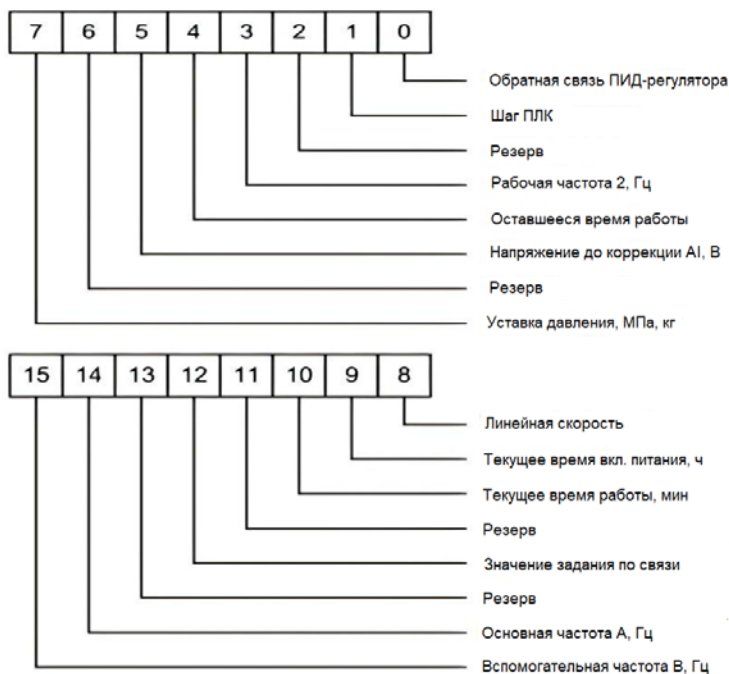 7 6 5 4 3 2 1 0
Обратная связь ПИД-регулятора
Шаг ПЛК
Резерв
Рабочая частота 2, Гц
Оставшееся время работы
Напряжение до коррекции AI, В
Резерв
Уставка давления, МПа, кг
15 14 13 12 11 10 9 8
Линейная скорость
Текущее время вкл. питания, ч
Текущее время работы, мин
Резерв
Значение задания по связи
Резерв
Основная частота А, Гц
Вспомогательная частота В, Гц